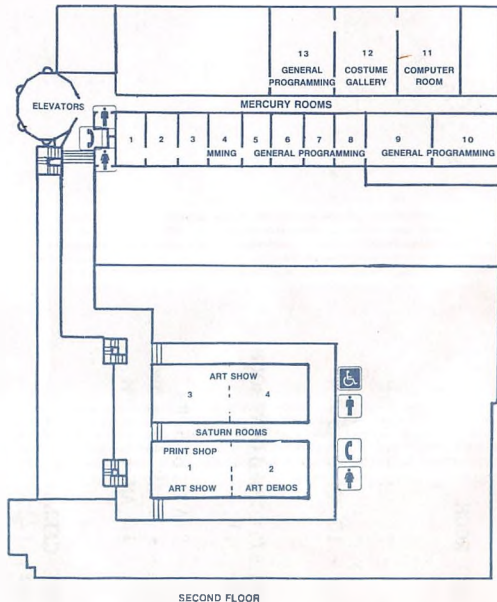 13 12 11
GENERAL COSTUME COMPUTER
PROGRAMMING GALLERY ROOM
ELEVATORS
MERCURY ROOMS
1 2 3 4 5 6 7 8 9 10
MMING GENERAL PROGRAMMING GENERAL PROGRAMMING
ART SHOW
3 4
SATURN ROOMS
PRINT SHOP
1 2
ART SHOW ART DEMOS
SECOND FLOOR